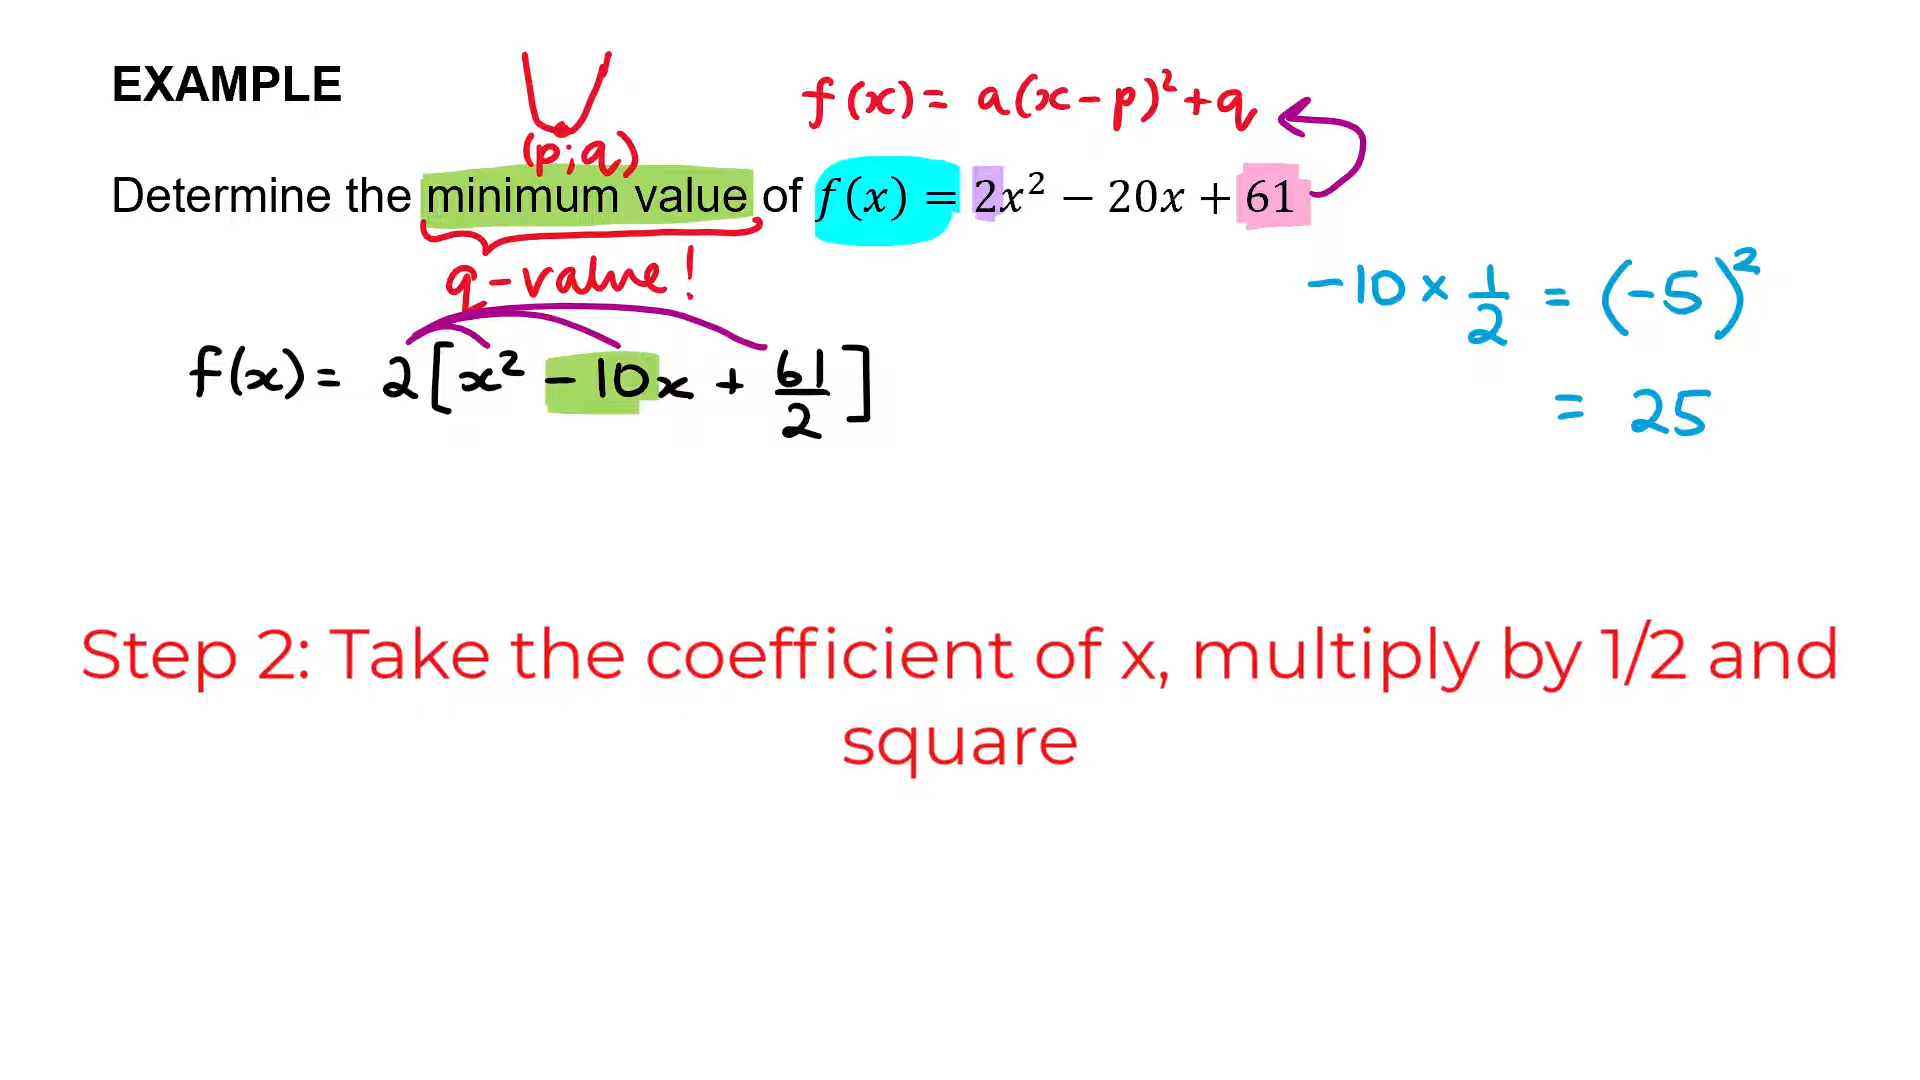 EXAMPLE
f(x) = a(x-p)² + q
(p;q)
Determine the minimum value of f(x) = 2x² − 20x + 61
q-value!
-10 × 1/2 = (-5)²
f(x) = 2[x² - 10x + 61/2]
= 25
Step 2: Take the coefficient of x, multiply by 1/2 and
square